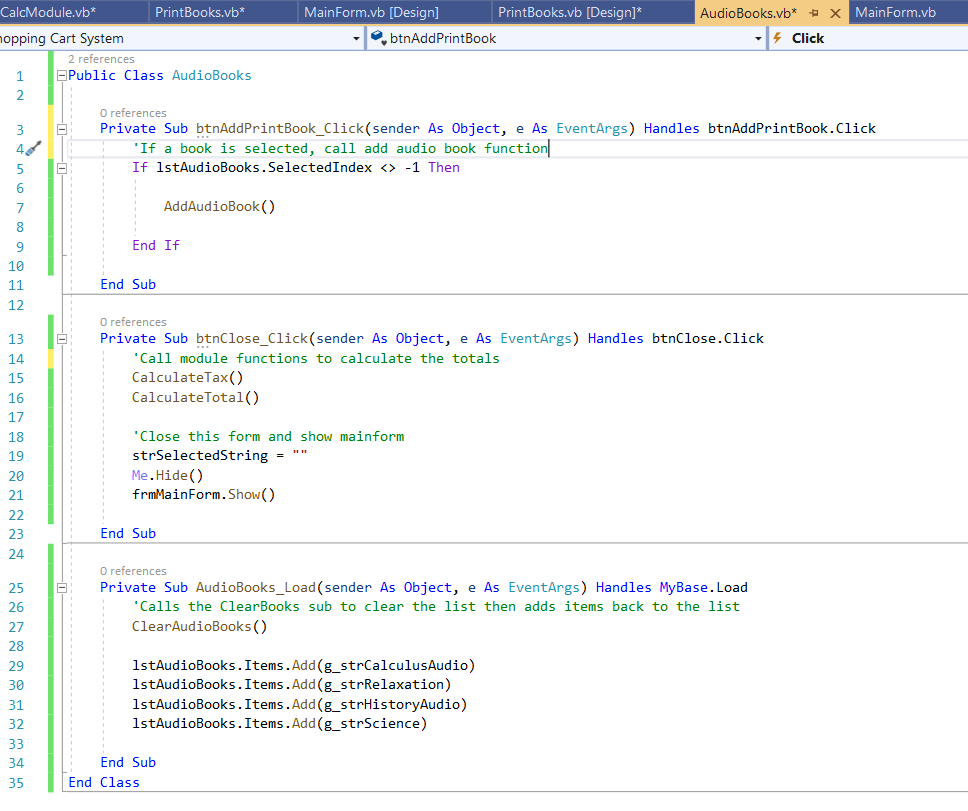 CalcModule.vb* PrintBooks.vb* MainForm.vb [Design] PrintBooks.vb [Design]* AudioBooks.vb* MainForm.vb
hopping Cart System btnAddPrintBook Click
2 references
1 Public Class AudioBooks
2
0 references
3 Private Sub btnAddPrintBook_Click(sender As Object, e As EventArgs) Handles btnAddPrintBook.Click
4 'If a book is selected, call add audio book function
5 If lstAudioBooks.SelectedIndex <> -1 Then
6
7 AddAudioBook()
8
9 End If
10
11 End Sub
12
0 references
13 Private Sub btnClose_Click(sender As Object, e As EventArgs) Handles btnClose.Click
14 'Call module functions to calculate the totals
15 CalculateTax()
16 CalculateTotal()
17
18 'Close this form and show mainform
19 strSelectedString = ""
20 Me.Hide()
21 frmMainForm.Show()
22
23 End Sub
24
0 references
25 Private Sub AudioBooks_Load(sender As Object, e As EventArgs) Handles MyBase.Load
26 'Calls the ClearBooks sub to clear the list then adds items back to the list
27 ClearAudioBooks()
28
29 lstAudioBooks.Items.Add(g_strCalculusAudio)
30 lstAudioBooks.Items.Add(g_strRelaxation)
31 lstAudioBooks.Items.Add(g_strHistoryAudio)
32 lstAudioBooks.Items.Add(g_strScience)
33
34 End Sub
35 End Class